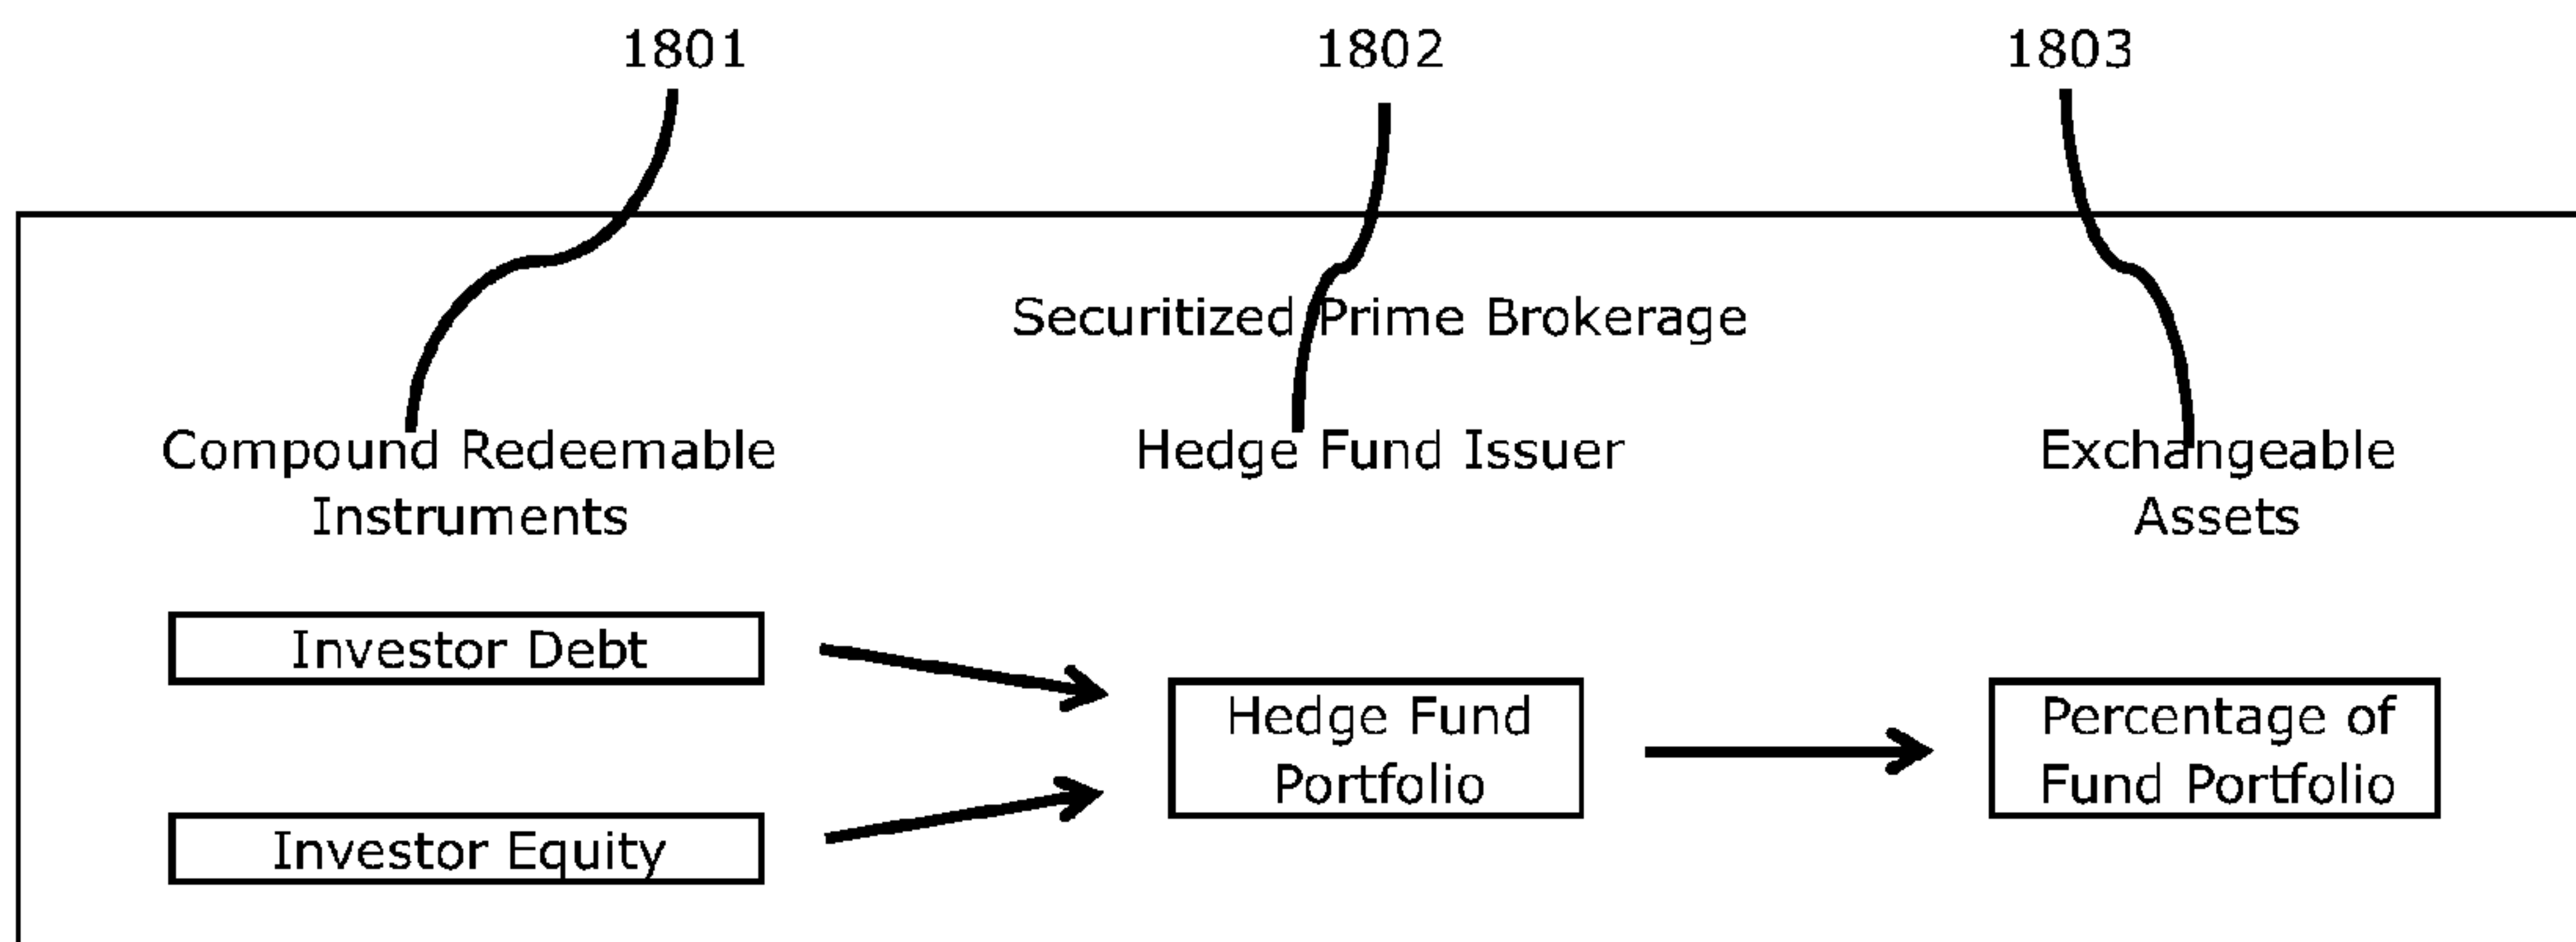 1801
1802
1803
Securitized Prime Brokerage
Compound Redeemable
Instruments
Hedge Fund Issuer
Exchangeable
Assets
Investor Debt
Investor Equity
Hedge Fund
Portfolio
Percentage of
Fund Portfolio